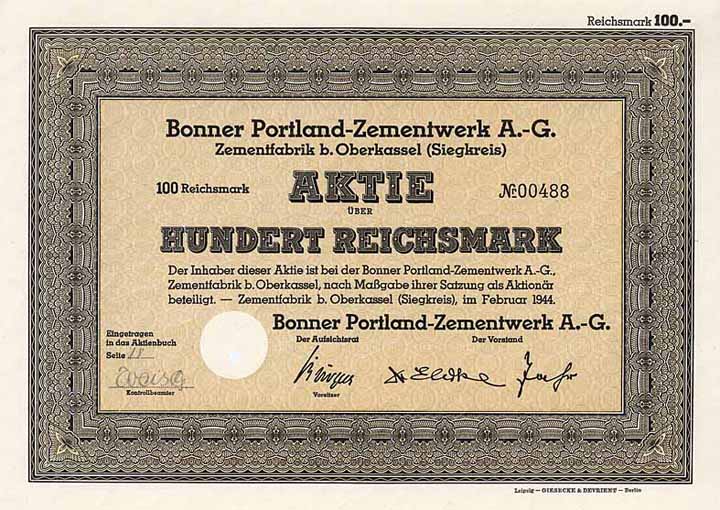 Reichsmark 100.-
Bonner Portland-Zementwerk A.-G.
Zementfabrik b. Oberkassel (Siegkreis)
100 Reichsmark AKTIE № 00488
ÜBER
HUNDERT REICHSMARK
Der Inhaber dieser Aktie ist bei der Bonner Portland-Zementwerk A.-G.,
Zementfabrik b. Oberkassel, nach Maßgabe ihrer Satzung als Aktionär
beteiligt. — Zementfabrik b. Oberkassel (Siegkreis), im Februar 1944.
Bonner Portland-Zementwerk A.-G.
Der Aufsichtsrat Der Vorstand
Eingetragen
in das Aktienbuch
Seite
Kontrollbeamter
Vorsitzer
Leipzig — GIESECKE & DEVRIENT — Berlin